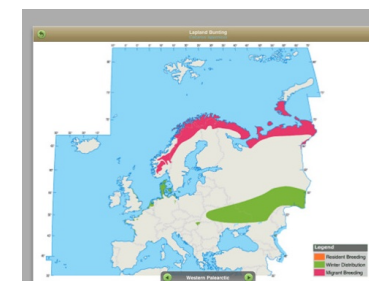 Lapland Bunting
Legend
Resident Breeding
Winter Distribution
Migrant Breeding
Western Palearctic